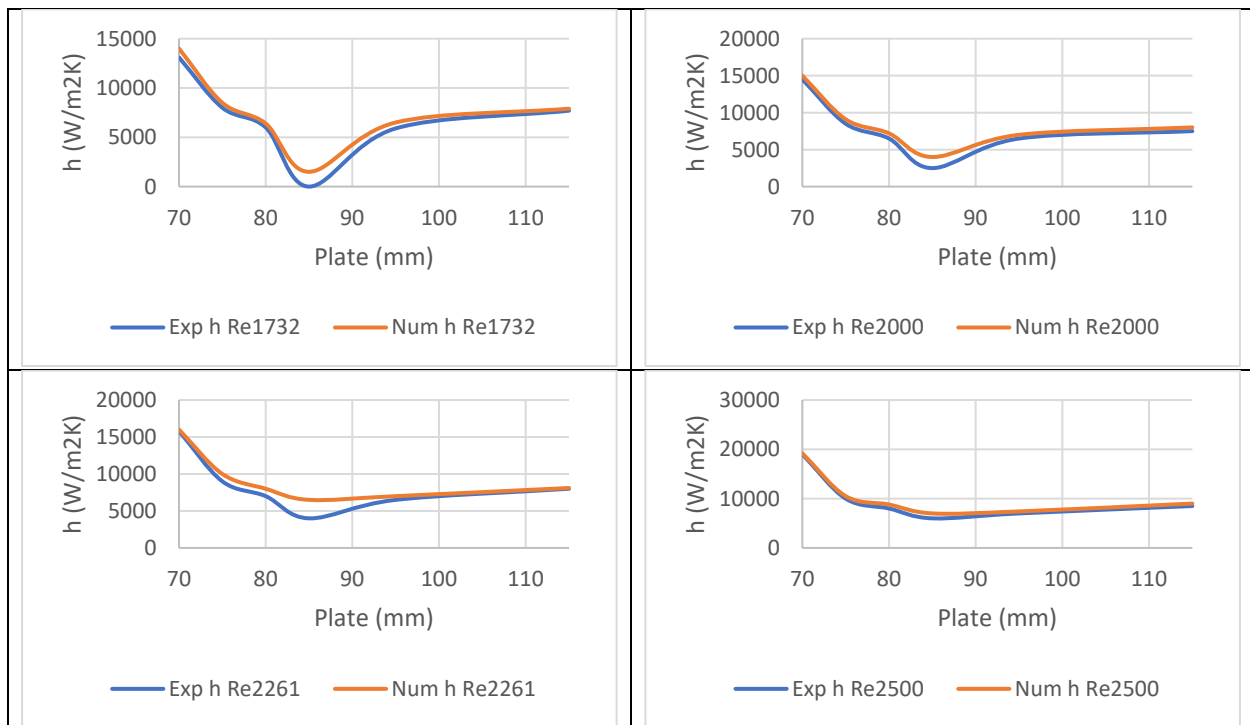 15000
10000
5000
0
h (W/m2K)
70 80 90 100 110
Plate (mm)
Exp h Re1732 Num h Re1732
20000
15000
10000
5000
0
h (W/m2K)
70 80 90 100 110
Plate (mm)
Exp h Re2000 Num h Re2000
20000
15000
10000
5000
0
h (W/m2K)
70 80 90 100 110
Plate (mm)
Exp h Re2261 Num h Re2261
30000
20000
10000
0
h (W/m2K)
70 80 90 100 110
Plate (mm)
Exp h Re2500 Num h Re2500